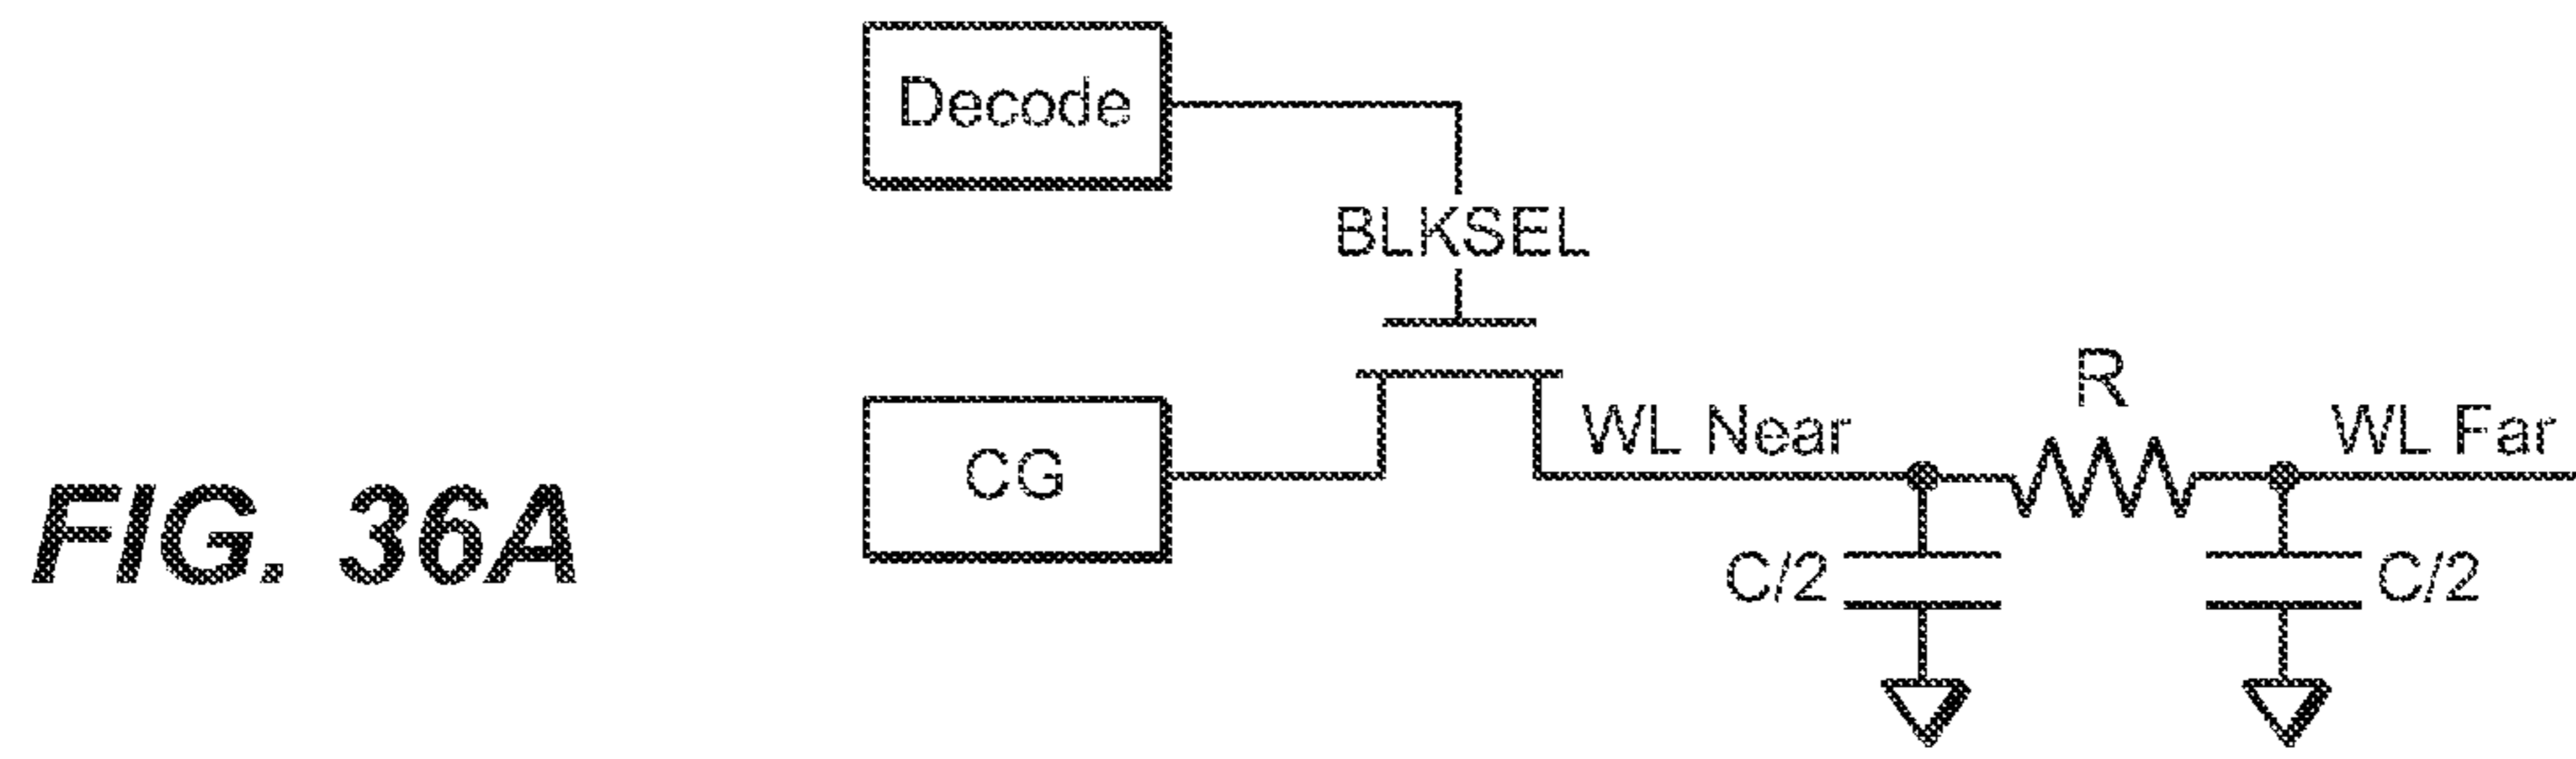 Decode
BLKSEL
R
WL Near
WL Far
CG
C/2
C/2
FIG. 36A